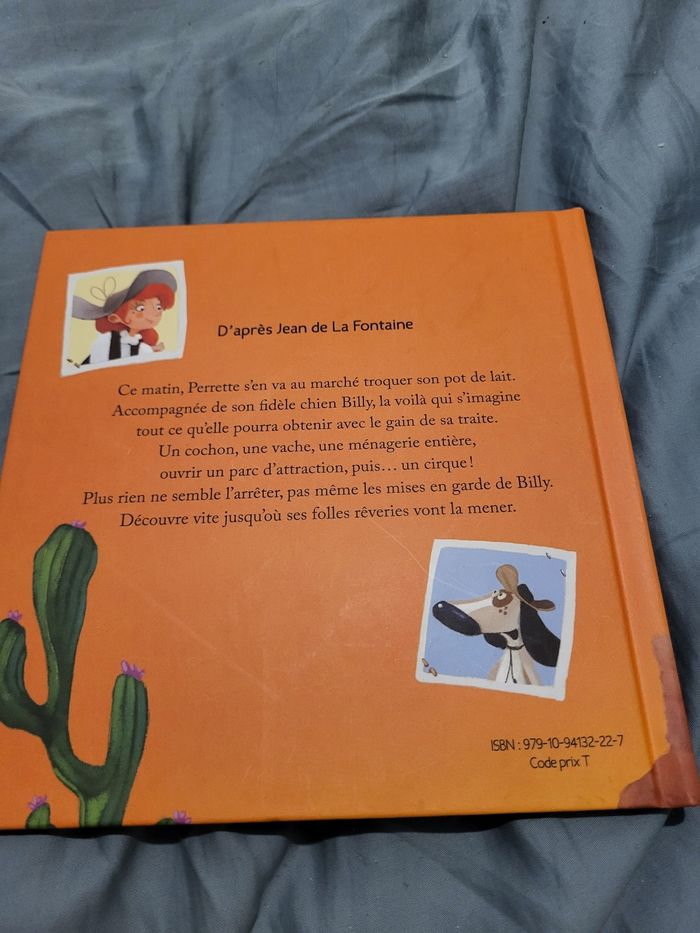 D'après Jean de La Fontaine
Ce matin, Perrette s'en va au marché troquer son pot de lait.
Accompagnée de son fidèle chien Billy, la voilà qui s'imagine
tout ce qu'elle pourra obtenir avec le gain de sa traite.
Un cochon, une vache, une ménagerie entière,
ouvrir un parc d'attraction, puis... un cirque !
Plus rien ne semble l'arrêter, pas même les mises en garde de Billy.
Découvre vite jusqu'où ses folles rêveries vont la mener.
ISBN : 979-10-94132-22-7
Code prix T